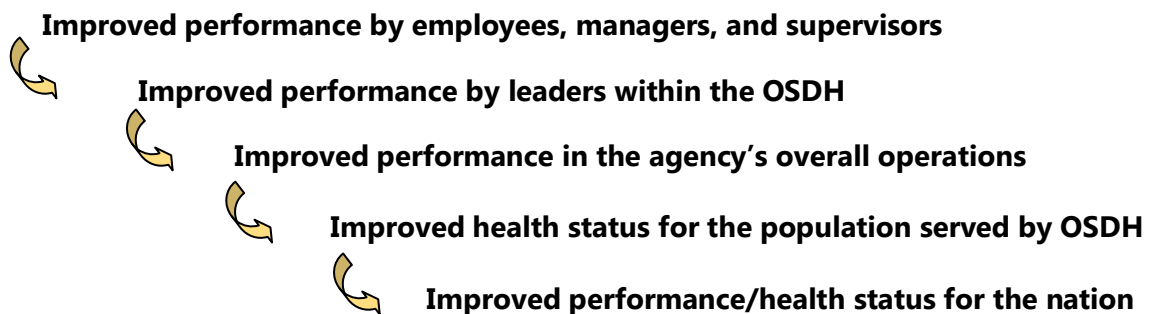 Improved performance by employees, managers, and supervisors
Improved performance by leaders within the OSDH
Improved performance in the agency’s overall operations
Improved health status for the population served by OSDH
Improved performance/health status for the nation